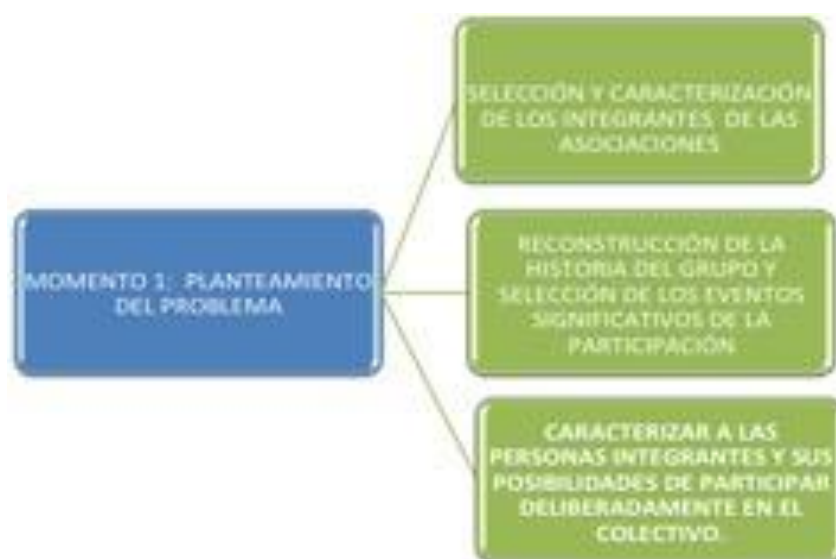 SELECCIÓN Y CARACTERIZACIÓN
DE LOS INTEGRANTES DE LAS
ASOCIACIONES
MOMENTO 1: PLANTEAMIENTO
DEL PROBLEMA
RECONSTRUCCIÓN DE LA
HISTORIA DEL GRUPO Y
SELECCIÓN DE LOS EVENTOS
SIGNIFICATIVOS DE LA
PARTICIPACIÓN
CARACTERIZAR A LAS
PERSONAS INTEGRANTES Y SUS
POSIBILIDADES DE PARTICIPAR
DELIBERADAMENTE EN EL
COLECTIVO.